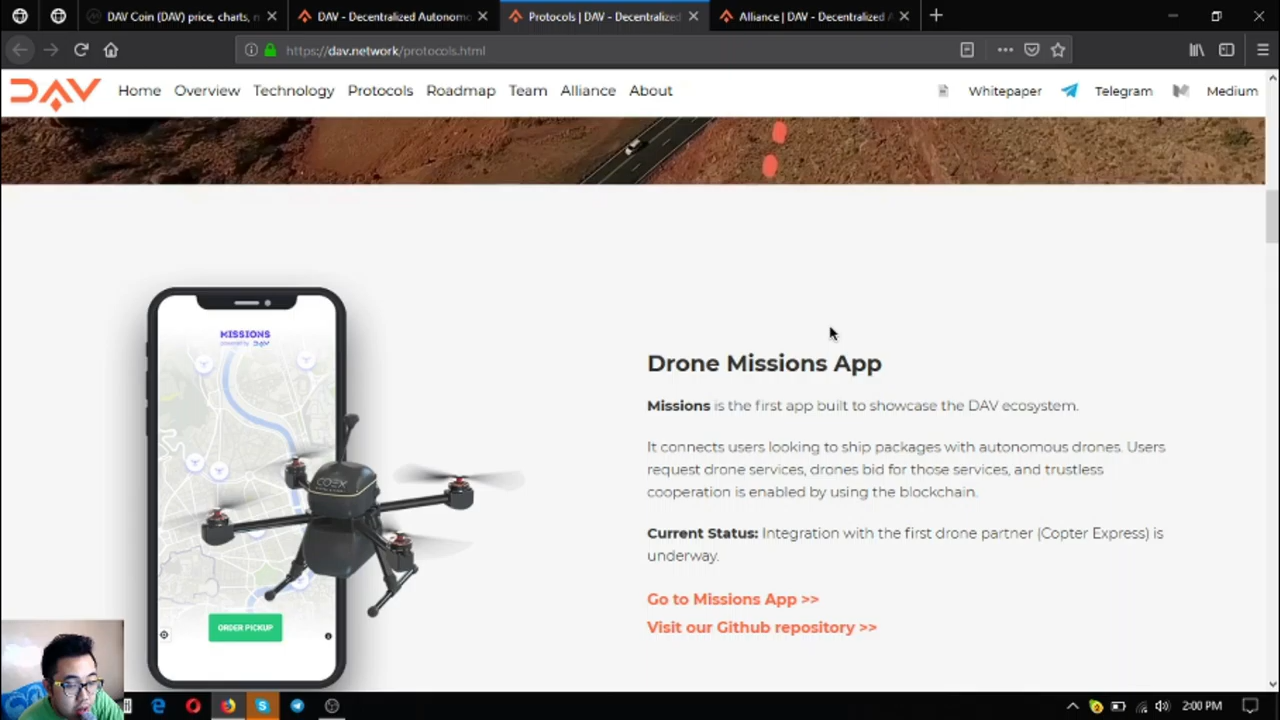 DAV Coin (DAV) price, charts, n
DAV - Decentralized Autonomo
Protocols | DAV - Decentralized
Alliance | DAV - Decentralized A
https://dav.network/protocols.html
DAV
Home Overview Technology Protocols Roadmap Team Alliance About
Whitepaper Telegram Medium
MISSIONS
powered by DAV
COEX
ORDER PICKUP
Drone Missions App
Missions is the first app built to showcase the DAV ecosystem.
It connects users looking to ship packages with autonomous drones. Users
request drone services, drones bid for those services, and trustless
cooperation is enabled by using the blockchain.
Current Status: Integration with the first drone partner (Copter Express) is
underway.
Go to Missions App >>
Visit our Github repository >>
2:00 PM